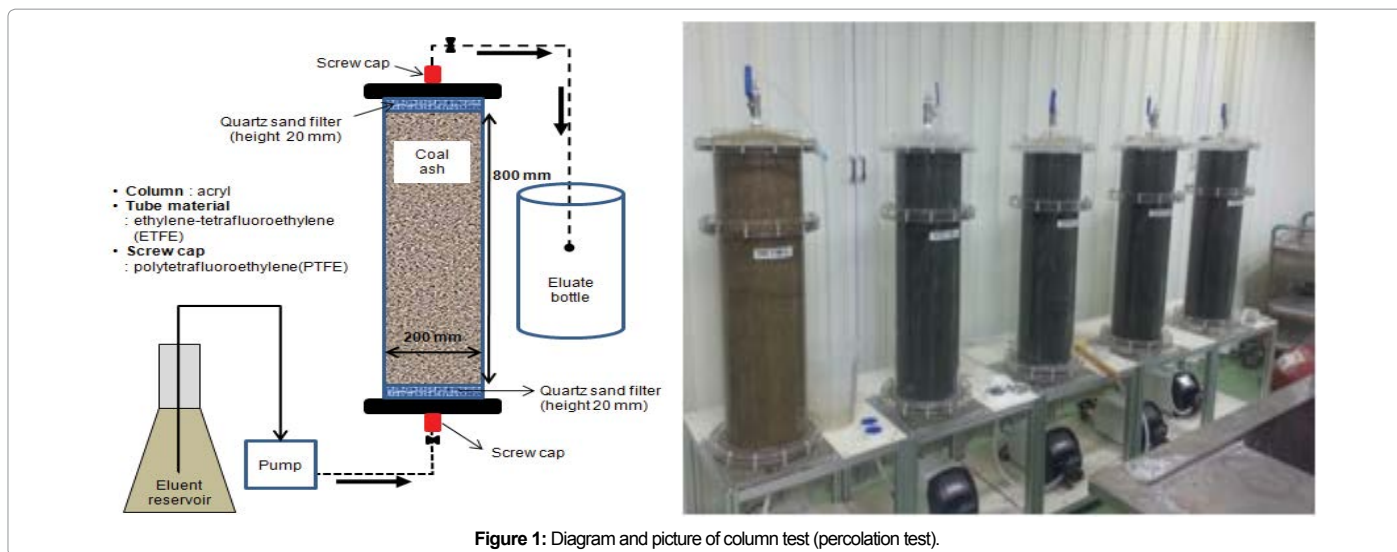 Screw cap
Quartz sand filter
(height 20 mm)
Coal
ash
800 mm
• Column : acryl
• Tube material
: ethylene-tetrafluoroethylene
(ETFE)
• Screw cap
: polytetrafluoroethylene(PTFE)
Eluate
bottle
200 mm
Quartz sand filter
(height 20 mm)
Screw cap
Pump
Eluent
reservoir
Figure 1: Diagram and picture of column test (percolation test).